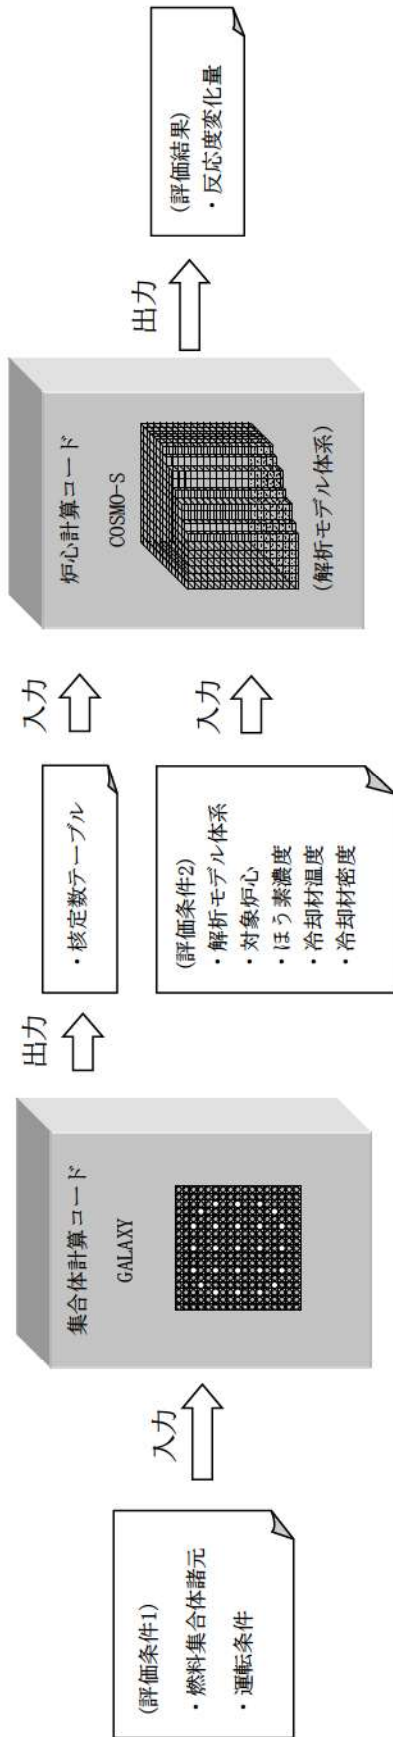 (評価条件1)
・燃料集合体諸元
・運転条件
入力
集合体計算コード
GALAXY
出力
・核定数テーブル
(評価条件2)
・解析モデル体系
・対象炉心
・ほう素濃度
・冷却材温度
・冷却材密度
入力
入力
炉心計算コード
COSMO-S
(解析モデル体系)
出力
(評価結果)
・反応度変化量